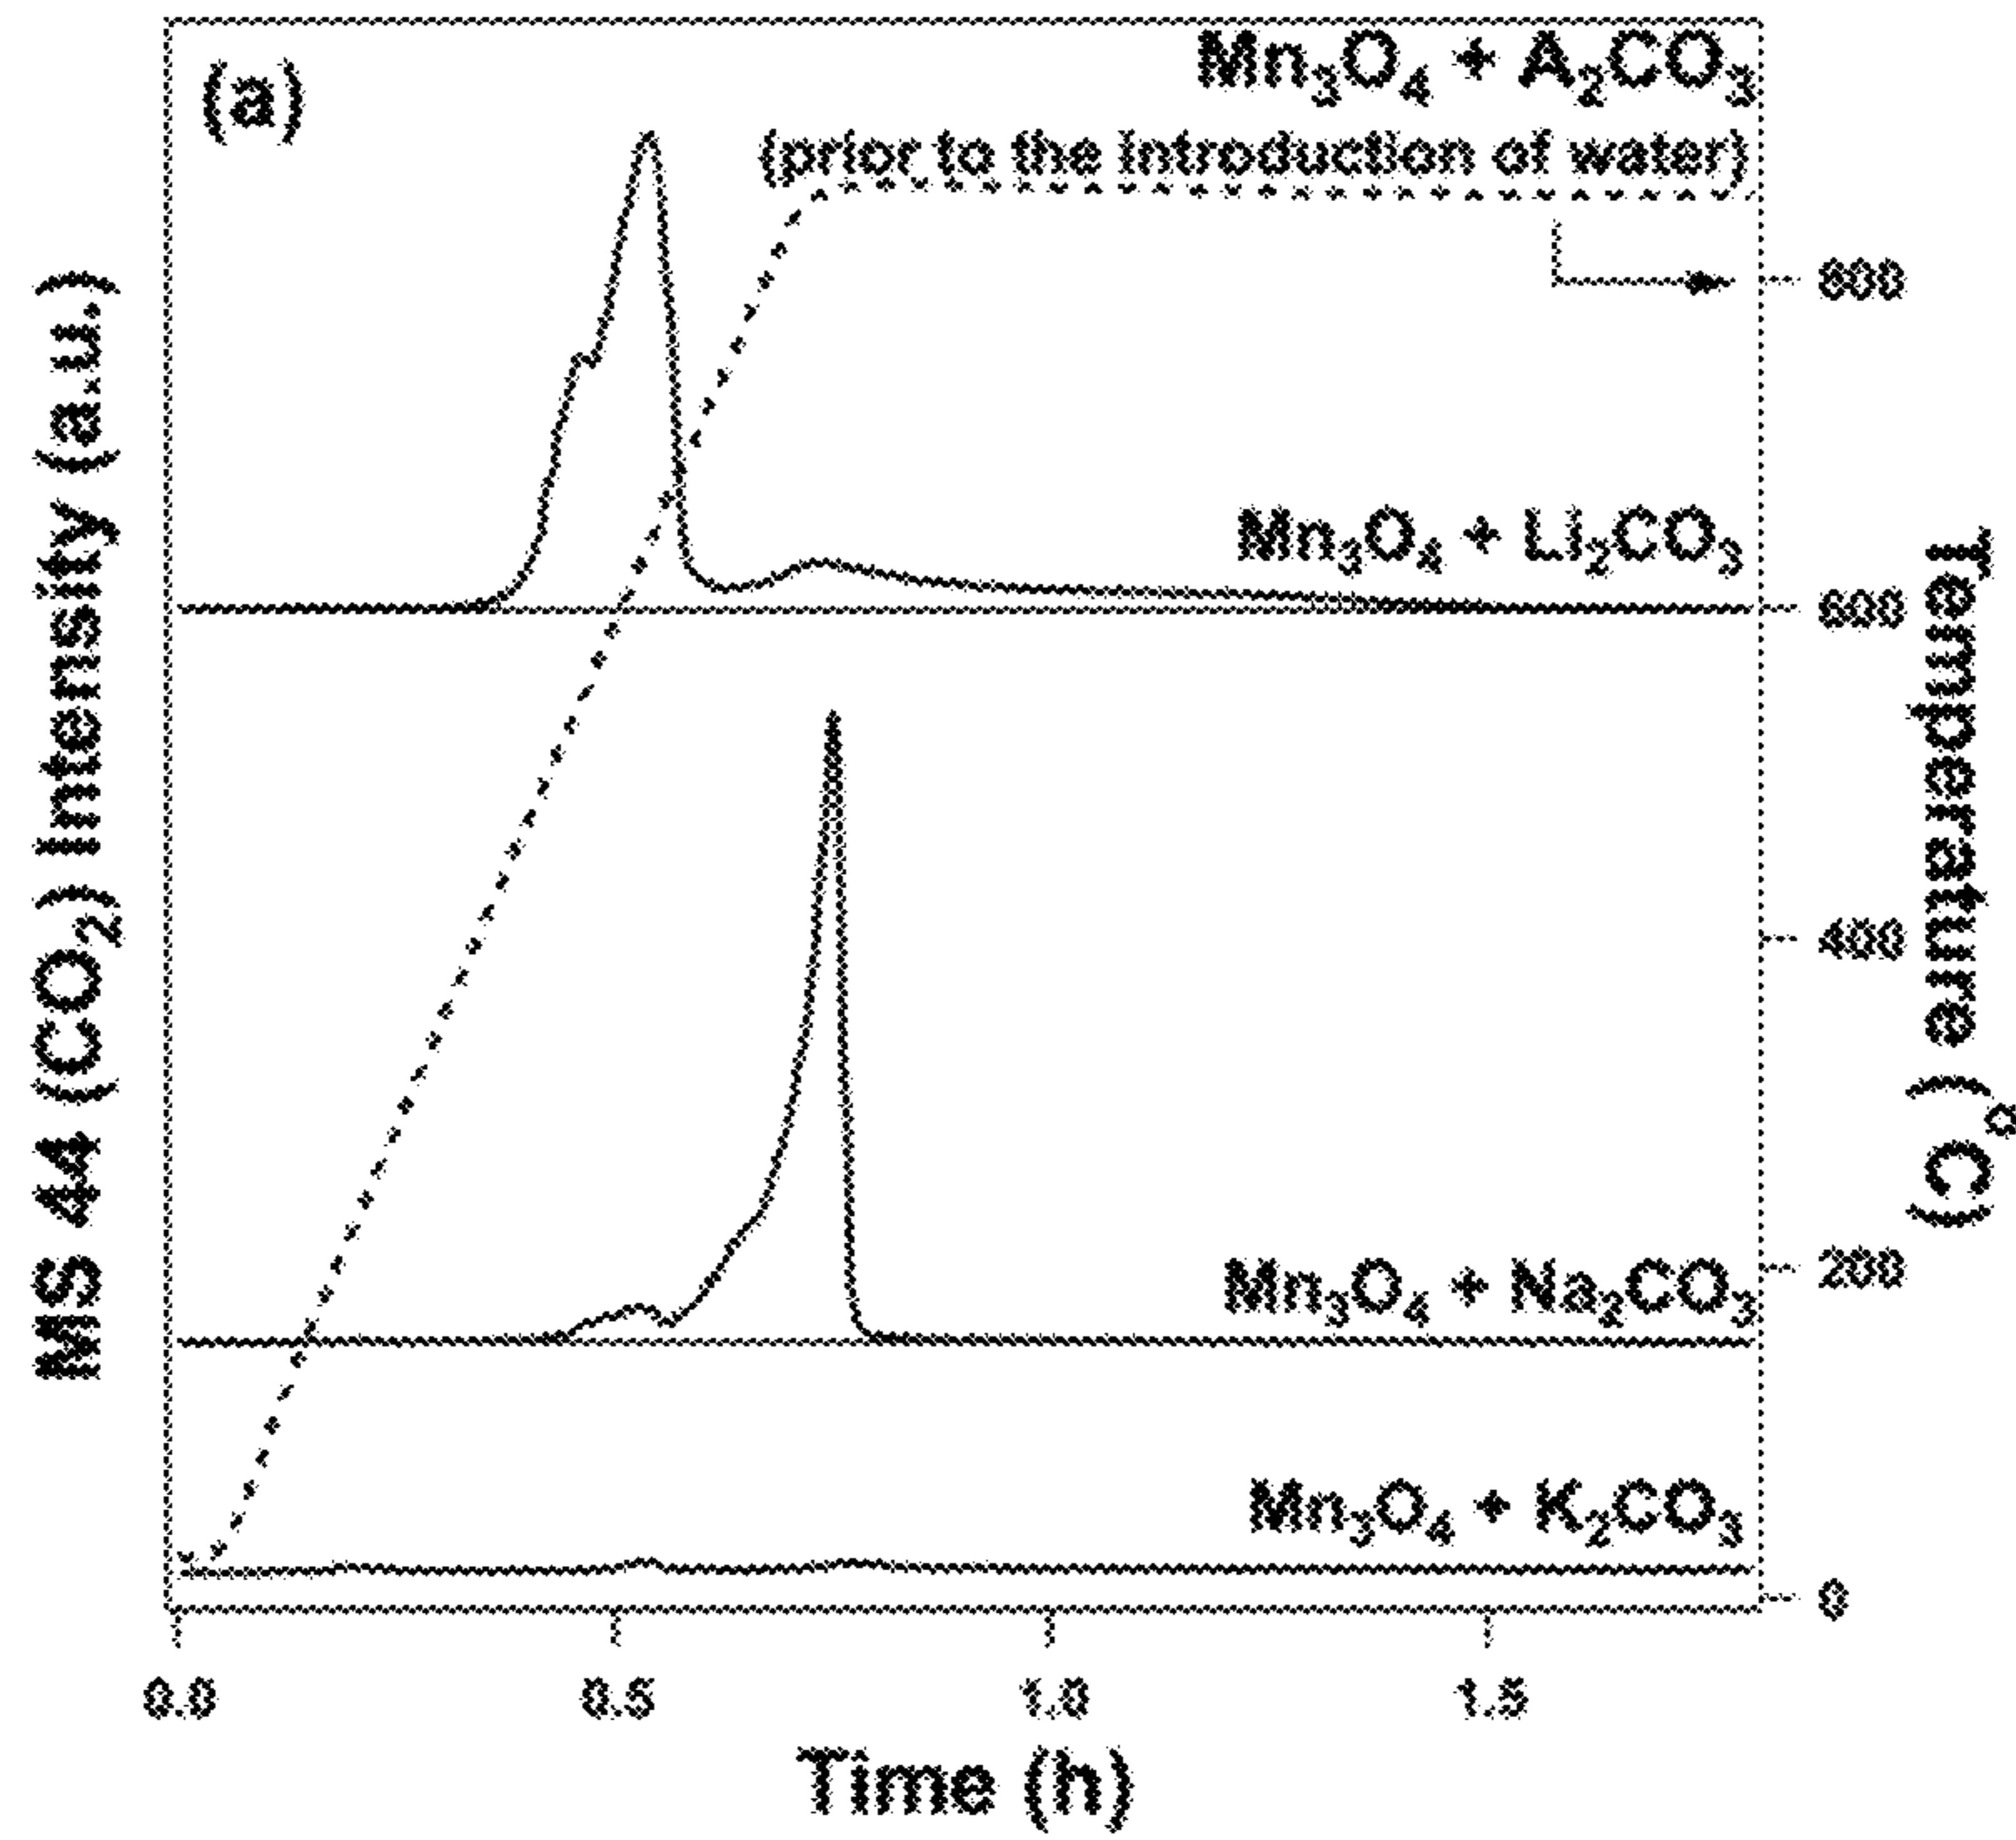 (a)
Mn₃O₄ + A₂CO₃
(prior to the introduction of water)
Mn₃O₄ + Li₂CO₃
Mn₃O₄ + Na₂CO₃
Mn₃O₄ + K₂CO₃
MS 44 (CO₂) Intensity (a.u.)
800
600
400
200
0
Temperature (°C)
0.0
0.5
1.0
1.5
Time (h)